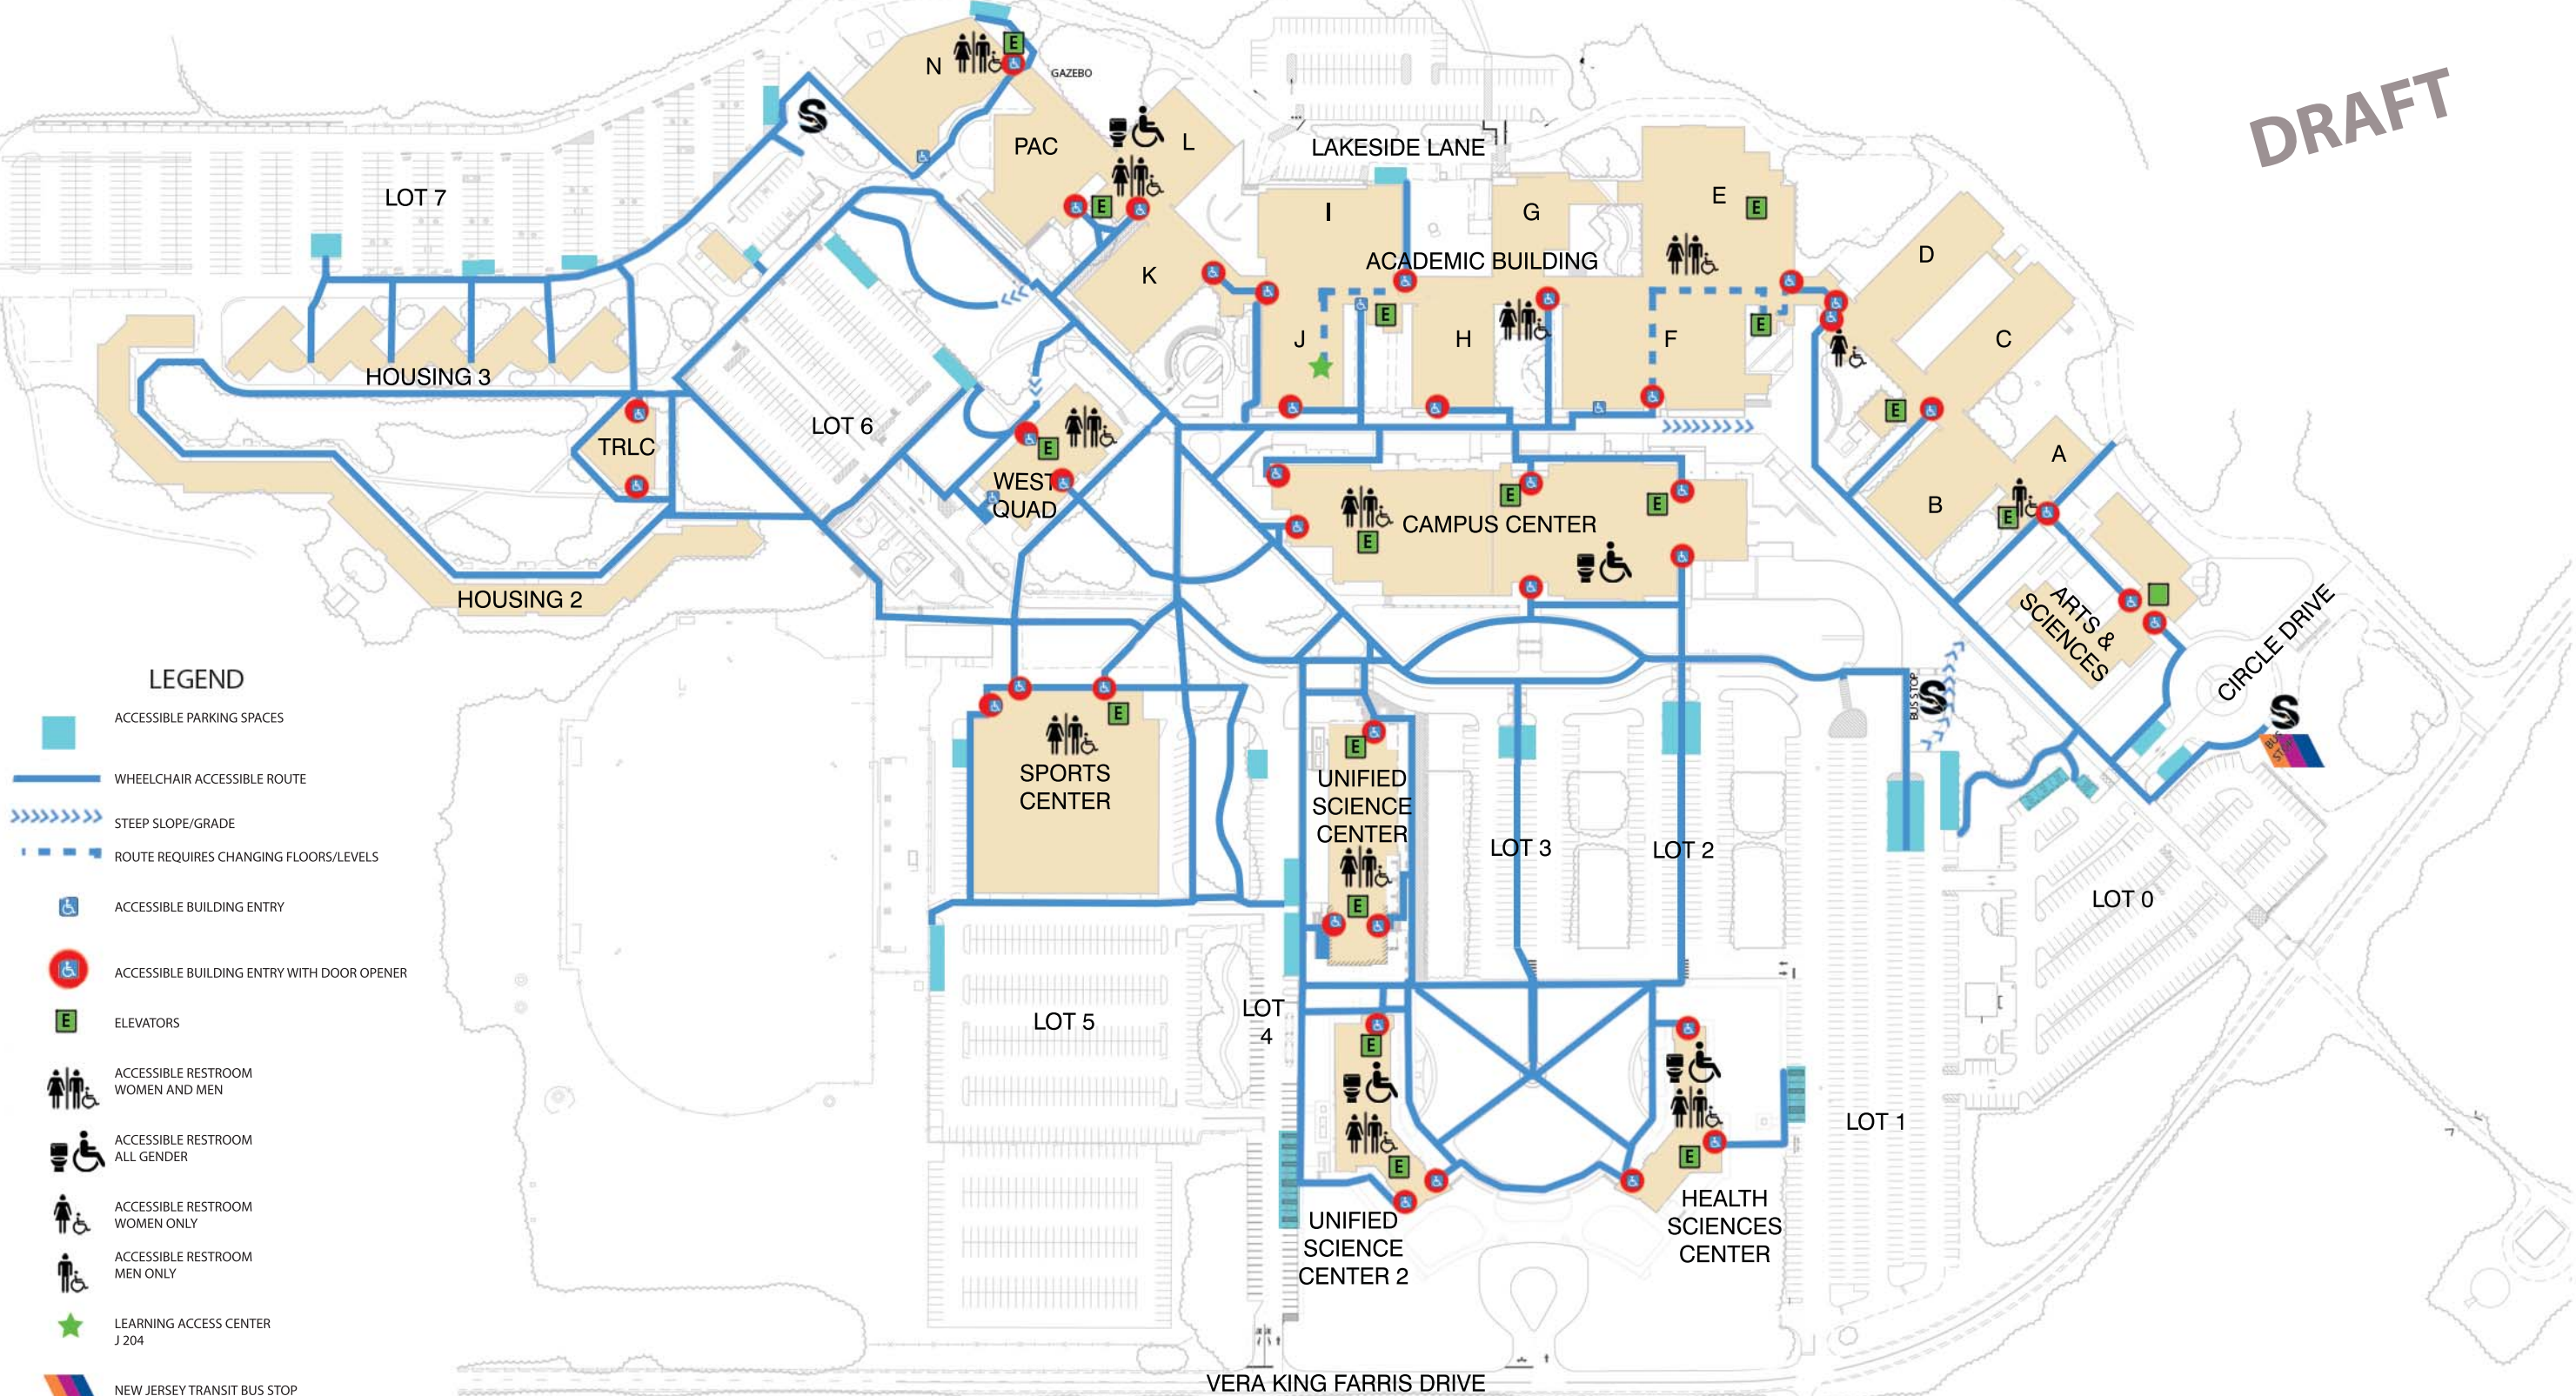 DRAFT
N
E
GAZEBO
PAC
L
LAKESIDE LANE
LOT 7
I
G
E
E
ACADEMIC BUILDING
D
K
E
E
J
H
F
C
HOUSING 3
LOT 6
E
E
TRLC
E
WEST
QUAD
A
B
E
E
E
CAMPUS CENTER
E
E
HOUSING 2
ARTS &
SCIENCES
CIRCLE DRIVE
BUS STOP
S
S
S
BUS
E
SPORTS
CENTER
E
UNIFIED
SCIENCE
CENTER
E
LOT 3
LOT 2
LOT 0
LOT 5
LOT
4
E
E
E
LOT 1
UNIFIED
SCIENCE
CENTER 2
HEALTH
SCIENCES
CENTER
VERA KING FARRIS DRIVE
LEGEND
ACCESSIBLE PARKING SPACES
WHEELCHAIR ACCESSIBLE ROUTE
STEEP SLOPE/GRADE
ROUTE REQUIRES CHANGING FLOORS/LEVELS
ACCESSIBLE BUILDING ENTRY
ACCESSIBLE BUILDING ENTRY WITH DOOR OPENER
E
ELEVATORS
ACCESSIBLE RESTROOM
WOMEN AND MEN
ACCESSIBLE RESTROOM
ALL GENDER
ACCESSIBLE RESTROOM
WOMEN ONLY
ACCESSIBLE RESTROOM
MEN ONLY
LEARNING ACCESS CENTER
J 204
NEW JERSEY TRANSIT BUS STOP